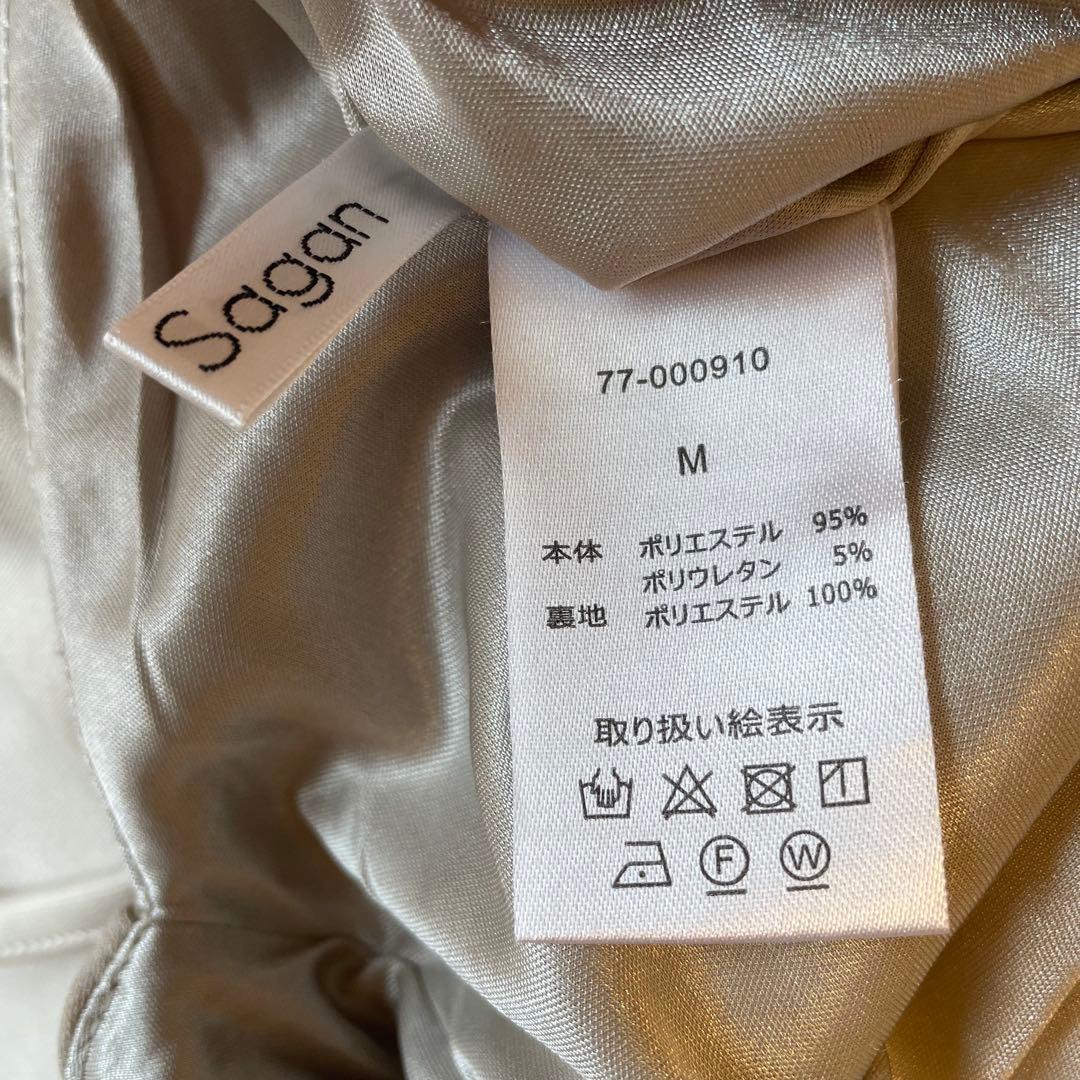 Sagan
77-000910
M
本体 ポリエステル 95%
ポリウレタン 5%
裏地 ポリエステル 100%
取り扱い絵表示
F W